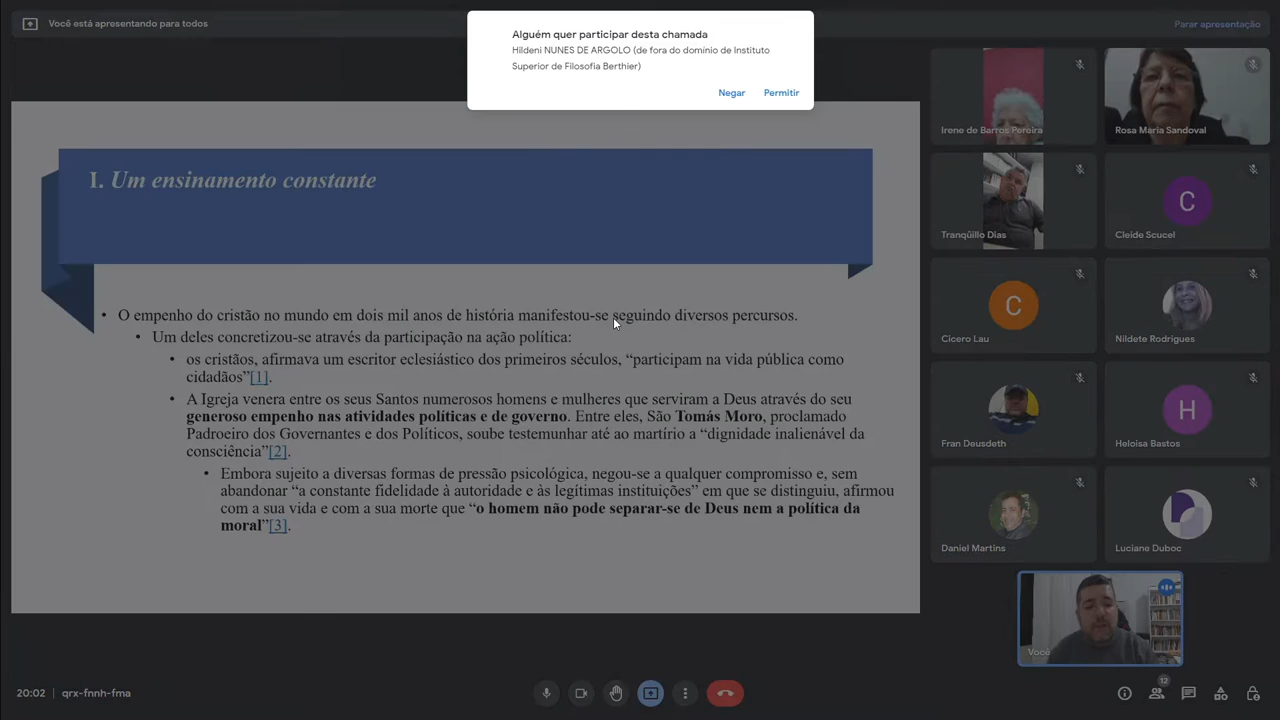 Você está apresentando para todos
Parar apresentação
Alguém quer participar desta chamada
Hildeni NUNES DE ARGOLO (de fora do domínio de Instituto
Superior de Filosofia Berthier)
Negar
Permitir
I. Um ensinamento constante
• O empenho do cristão no mundo em dois mil anos de história manifestou-se seguindo diversos percursos.
• Um deles concretizou-se através da participação na ação política:
• os cristãos, afirmava um escritor eclesiástico dos primeiros séculos, “participam na vida pública como
cidadãos”[1].
• A Igreja venera entre os seus Santos numerosos homens e mulheres que serviram a Deus através do seu
generoso empenho nas atividades políticas e de governo. Entre eles, São Tomás Moro, proclamado
Padroeiro dos Governantes e dos Políticos, soube testemunhar até ao martírio a “dignidade inalienável da
consciência”[2].
• Embora sujeito a diversas formas de pressão psicológica, negou-se a qualquer compromisso e, sem
abandonar “a constante fidelidade à autoridade e às legítimas instituições” em que se distinguiu, afirmou
com a sua vida e com a sua morte que “o homem não pode separar-se de Deus nem a política da
moral”[3].
Irene de Barros Pereira
Rosa Maria Sandoval
Tranqüillo Dias
C
Cleide Scucel
C
Cícero Lau
Nildete Rodrigues
Fran Deusdeth
H
Heloisa Bastos
Daniel Martins
Luciane Duboc
Você
20:02
qrx-fnnh-fma
12